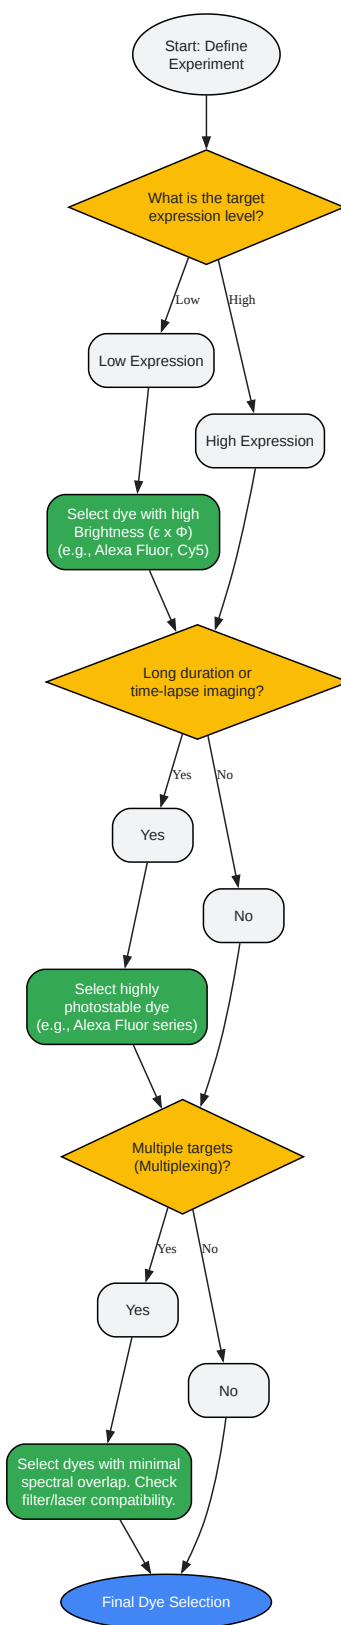 Start: Define
Experiment
What is the target
expression level?
Low
High
Low Expression
High Expression
Select dye with high
Brightness (ε x Φ)
(e.g., Alexa Fluor, Cy5)
Long duration or
time-lapse imaging?
Yes
No
Yes
No
Select highly
photostable dye
(e.g., Alexa Fluor series)
Multiple targets
(Multiplexing)?
Yes
No
Yes
No
Select dyes with minimal
spectral overlap. Check
filter/laser compatibility.
Final Dye Selection